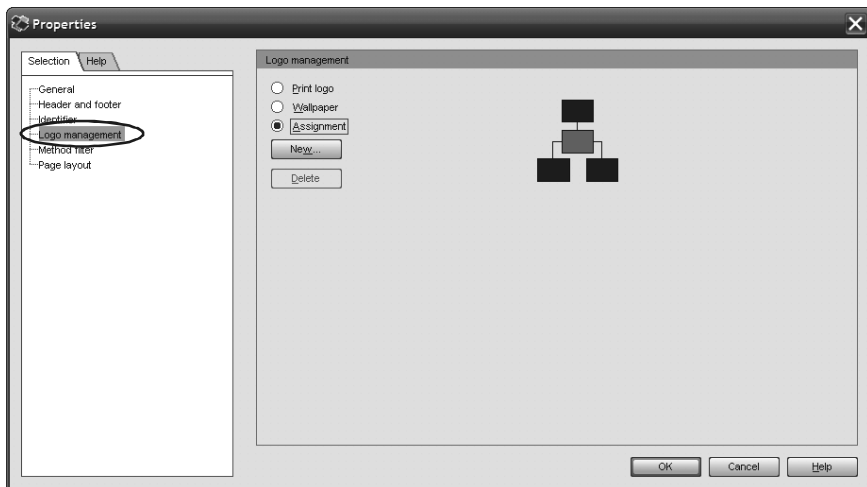 Properties
Selection Help
General
Header and footer
Identifier
Logo management
Method filter
Page layout
Logo management
Print logo
Wallpaper
Assignment
New...
Delete
OK Cancel Help